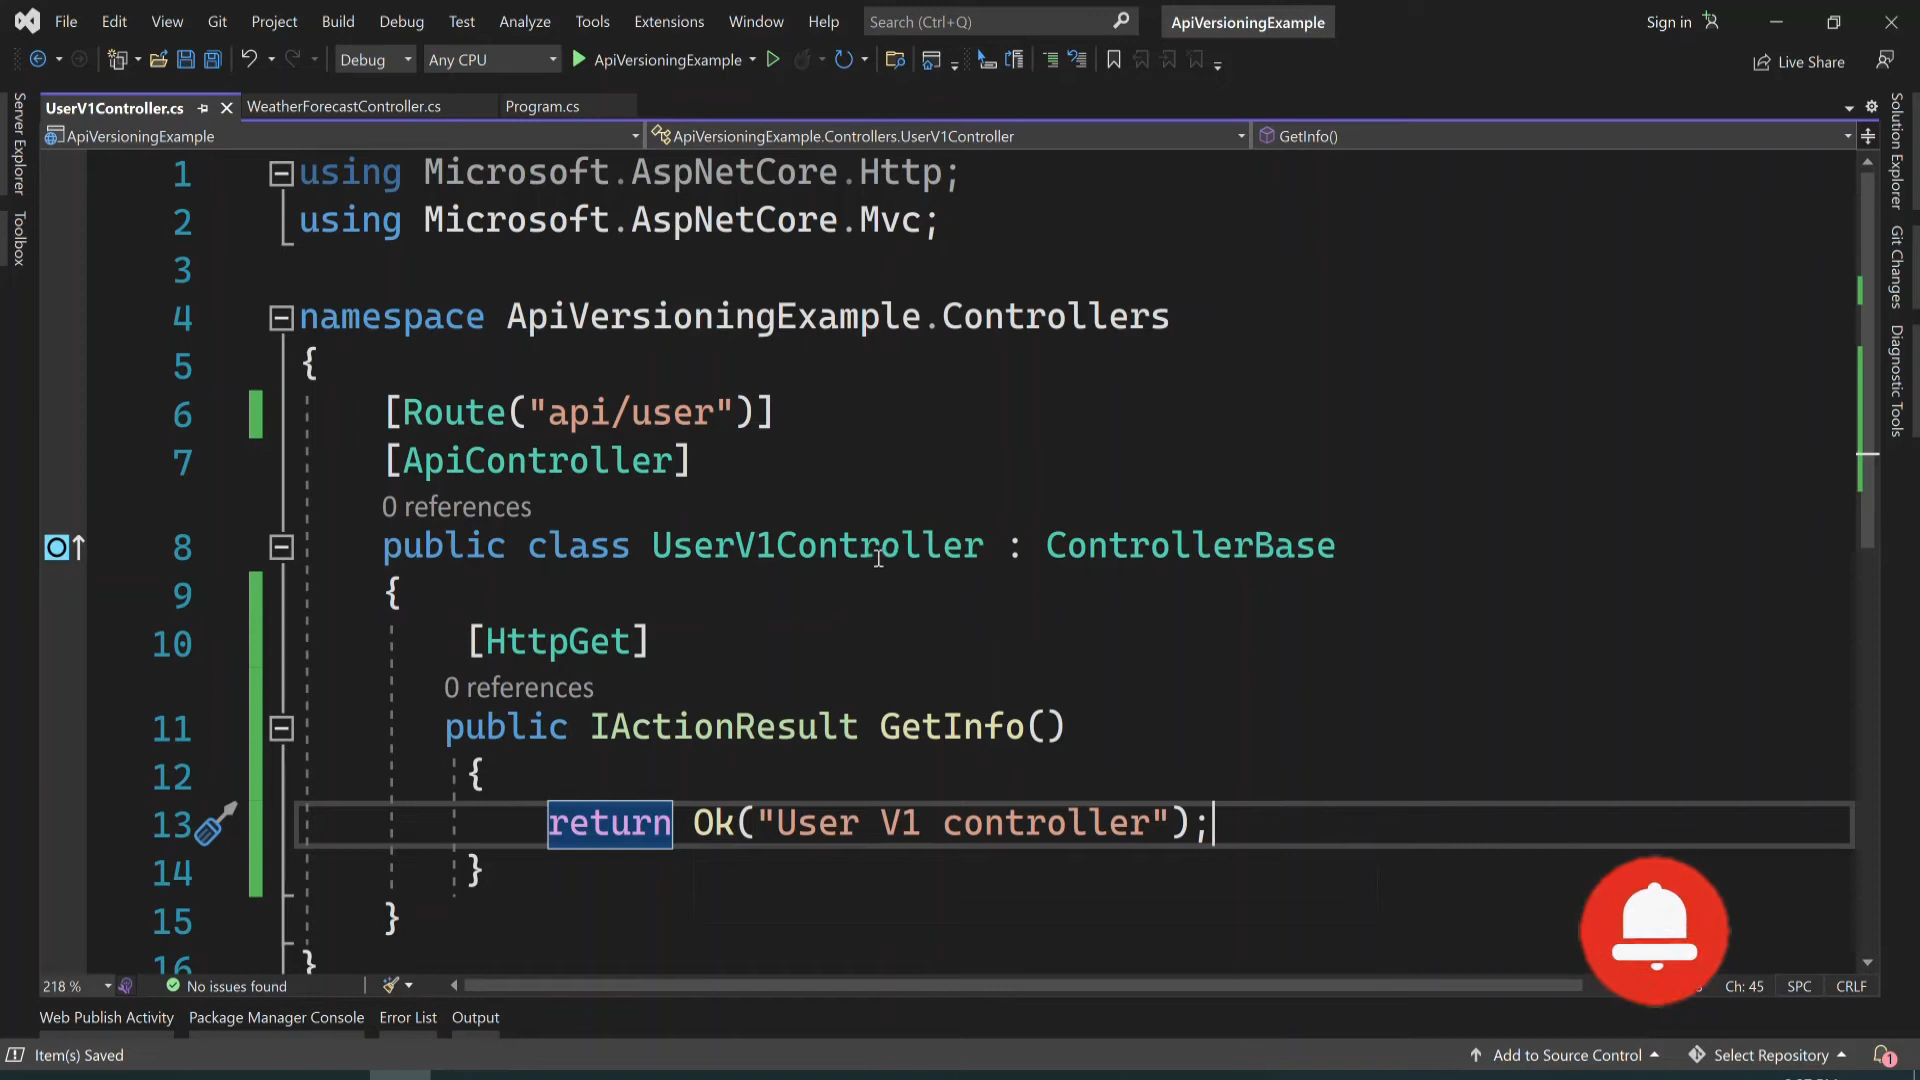 File Edit View Git Project Build Debug Test Analyze Tools Extensions Window Help Search (Ctrl+Q) ApiVersioningExample Sign in
Debug Any CPU ApiVersioningExample Live Share
UserV1Controller.cs WeatherForecastController.cs Program.cs
ApiVersioningExample ApiVersioningExample.Controllers.UserV1Controller GetInfo()
Server Explorer
Toolbox
1 using Microsoft.AspNetCore.Http;
2 using Microsoft.AspNetCore.Mvc;
3
4 namespace ApiVersioningExample.Controllers
5 {
6 [Route("api/user")]
7 [ApiController]
0 references
8 public class UserV1Controller : ControllerBase
9 {
10 [HttpGet]
0 references
11 public IActionResult GetInfo()
12 {
13 return Ok("User V1 controller");
14 }
15 }
16 }
Solution Explorer
Git Changes
Diagnostic Tools
218 % No issues found Ch: 45 SPC CRLF
Web Publish Activity Package Manager Console Error List Output
Item(s) Saved Add to Source Control Select Repository 1